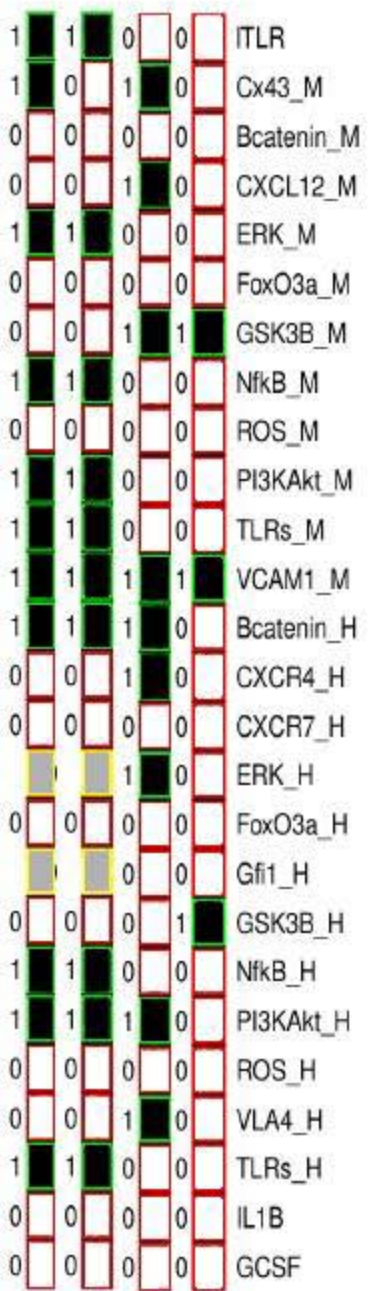 1 1 0 0 ITLR
1 0 1 0 Cx43_M
0 0 0 0 Bcatenin_M
0 0 1 0 CXCL12_M
1 1 0 0 ERK_M
0 0 0 0 FoxO3a_M
0 0 1 1 GSK3B_M
1 1 0 0 NfkB_M
0 0 0 0 ROS_M
1 1 0 0 PI3KAkt_M
1 1 0 0 TLRs_M
1 1 1 1 VCAM1_M
1 1 1 0 Bcatenin_H
0 0 1 0 CXCR4_H
0 0 0 0 CXCR7_H
1 0 ERK_H
0 0 0 0 FoxO3a_H
0 0 Gfi1_H
0 0 0 1 GSK3B_H
1 1 0 0 NfkB_H
1 1 1 0 PI3KAkt_H
0 0 0 0 ROS_H
0 0 1 0 VLA4_H
1 1 0 0 TLRs_H
0 0 0 0 IL1B
0 0 0 0 GCSF